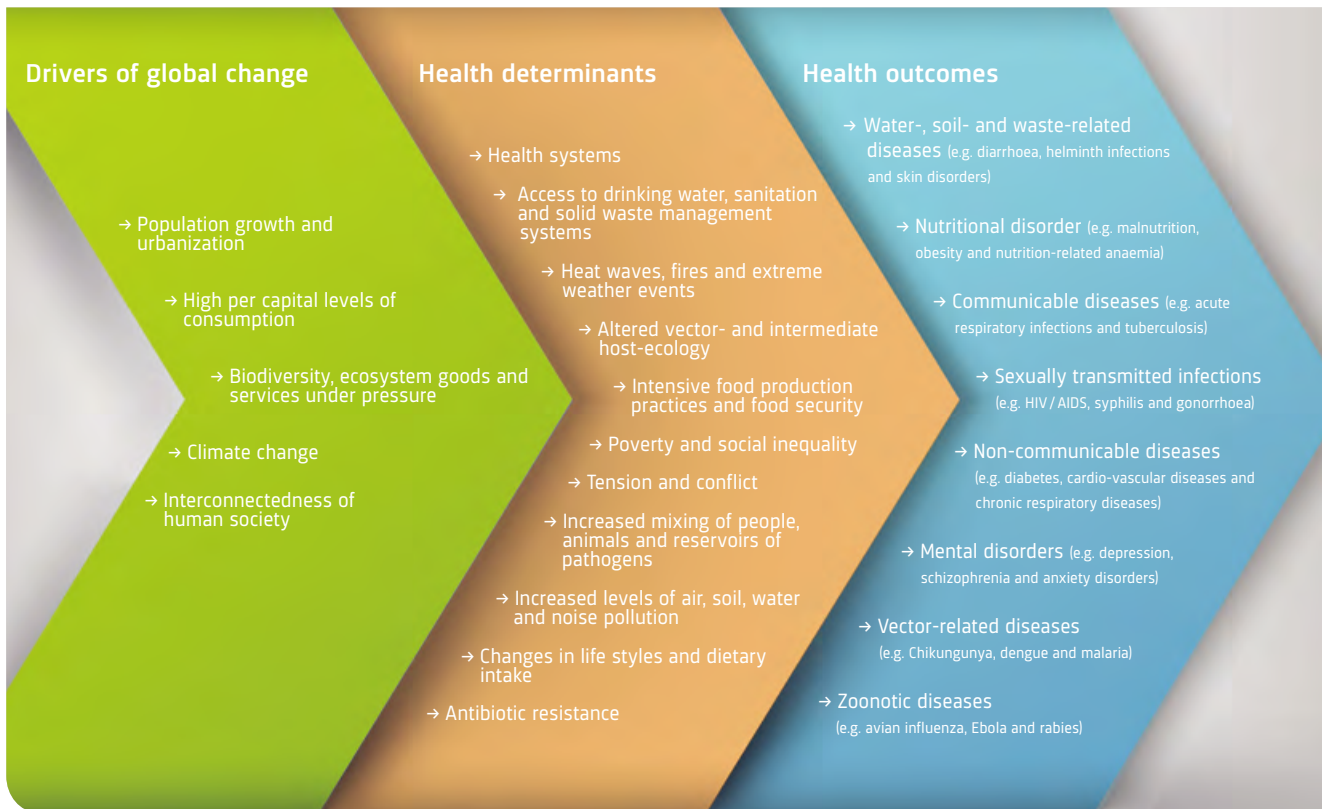 Drivers of global change
→ Population growth and
urbanization
→ High per capital levels of
consumption
→ Biodiversity, ecosystem goods and
services under pressure
→ Climate change
→ Interconnectedness of
human society
Health determinants
→ Health systems
→ Access to drinking water, sanitation
and solid waste management
systems
→ Heat waves, fires and extreme
weather events
→ Altered vector- and intermediate
host-ecology
→ Intensive food production
practices and food security
→ Poverty and social inequality
→ Tension and conflict
→ Increased mixing of people,
animals and reservoirs of
pathogens
→ Increased levels of air, soil, water
and noise pollution
→ Changes in life styles and dietary
intake
→ Antibiotic resistance
Health outcomes
→ Water-, soil- and waste-related
diseases (e.g. diarrhoea, helminth infections
and skin disorders)
→ Nutritional disorder (e.g. malnutrition,
obesity and nutrition-related anaemia)
→ Communicable diseases (e.g. acute
respiratory infections and tuberculosis)
→ Sexually transmitted infections
(e.g. HIV / AIDS, syphilis and gonorrhoea)
→ Non-communicable diseases
(e.g. diabetes, cardio-vascular diseases and
chronic respiratory diseases)
→ Mental disorders (e.g. depression,
schizophrenia and anxiety disorders)
→ Vector-related diseases
(e.g. Chikungunya, dengue and malaria)
→ Zoonotic diseases
(e.g. avian influenza, Ebola and rabies)